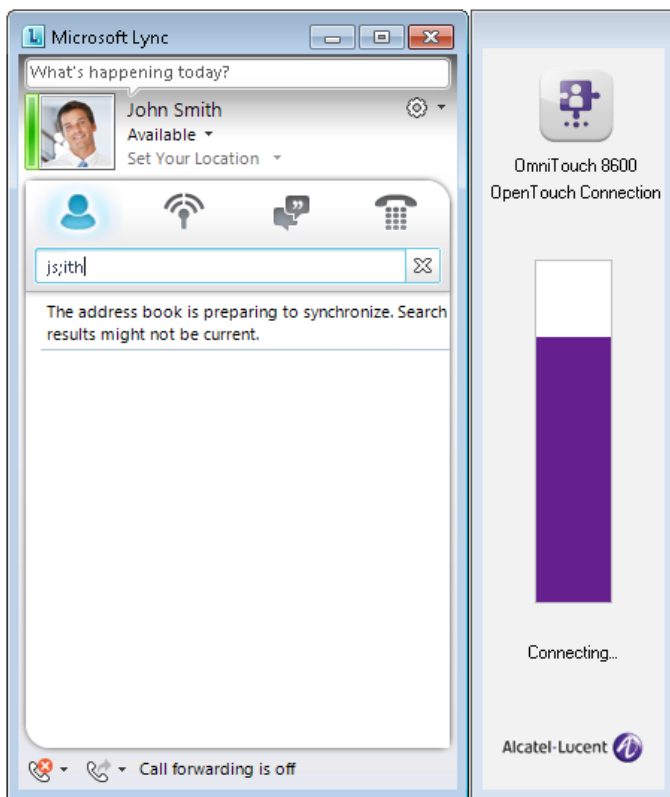 Microsoft Lync
What's happening today?
John Smith
Available
Set Your Location
js;ith
The address book is preparing to synchronize. Search
results might not be current.
Call forwarding is off
OmniTouch 8600
OpenTouch Connection
Connecting...
Alcatel·Lucent